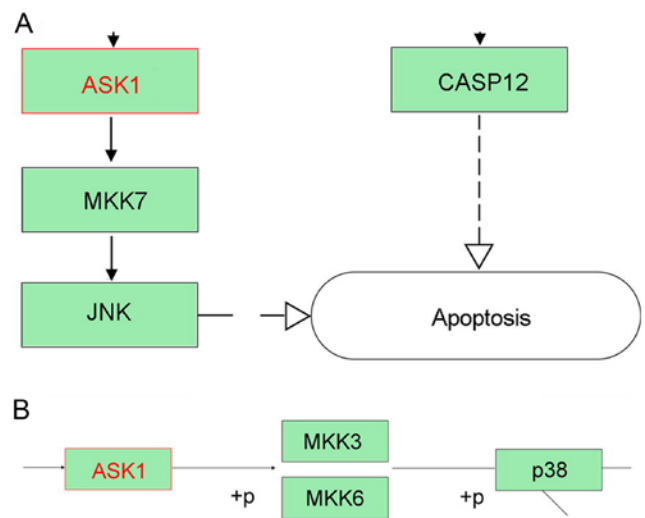 A
ASK1
CASP12
MKK7
JNK
Apoptosis
B
MKK3
ASK1
p38
+p
MKK6
+p